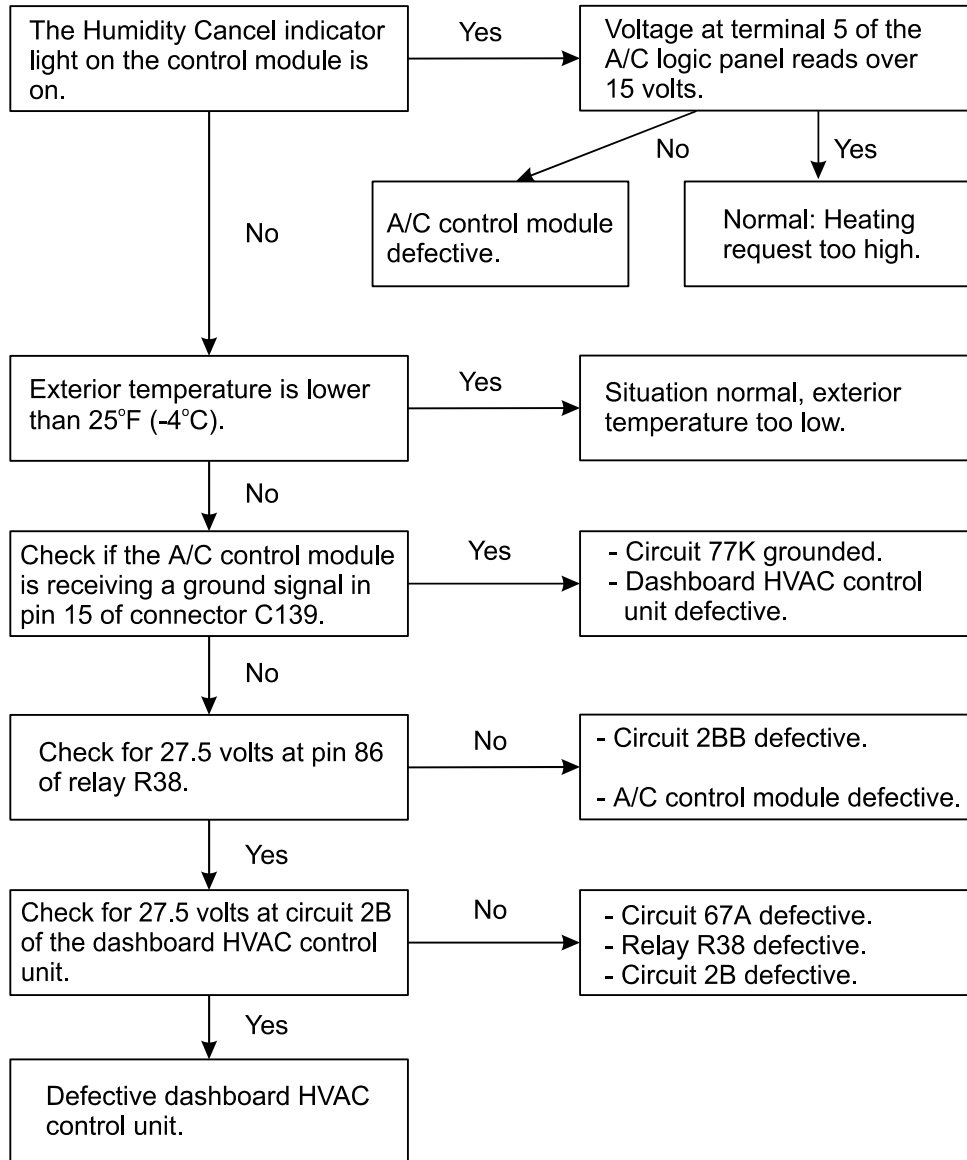 The Humidity Cancel indicator
light on the control module is
on.
Yes
Voltage at terminal 5 of the
A/C logic panel reads over
15 volts.
No
Yes
A/C control module
defective.
Normal: Heating
request too high.
No
Exterior temperature is lower
than 25°F (-4°C).
Yes
Situation normal, exterior
temperature too low.
No
Check if the A/C control module
is receiving a ground signal in
pin 15 of connector C139.
Yes
- Circuit 77K grounded.
- Dashboard HVAC control
unit defective.
No
Check for 27.5 volts at pin 86
of relay R38.
No
- Circuit 2BB defective.
- A/C control module defective.
Yes
Check for 27.5 volts at circuit 2B
of the dashboard HVAC control
unit.
No
- Circuit 67A defective.
- Relay R38 defective.
- Circuit 2B defective.
Yes
Defective dashboard HVAC
control unit.